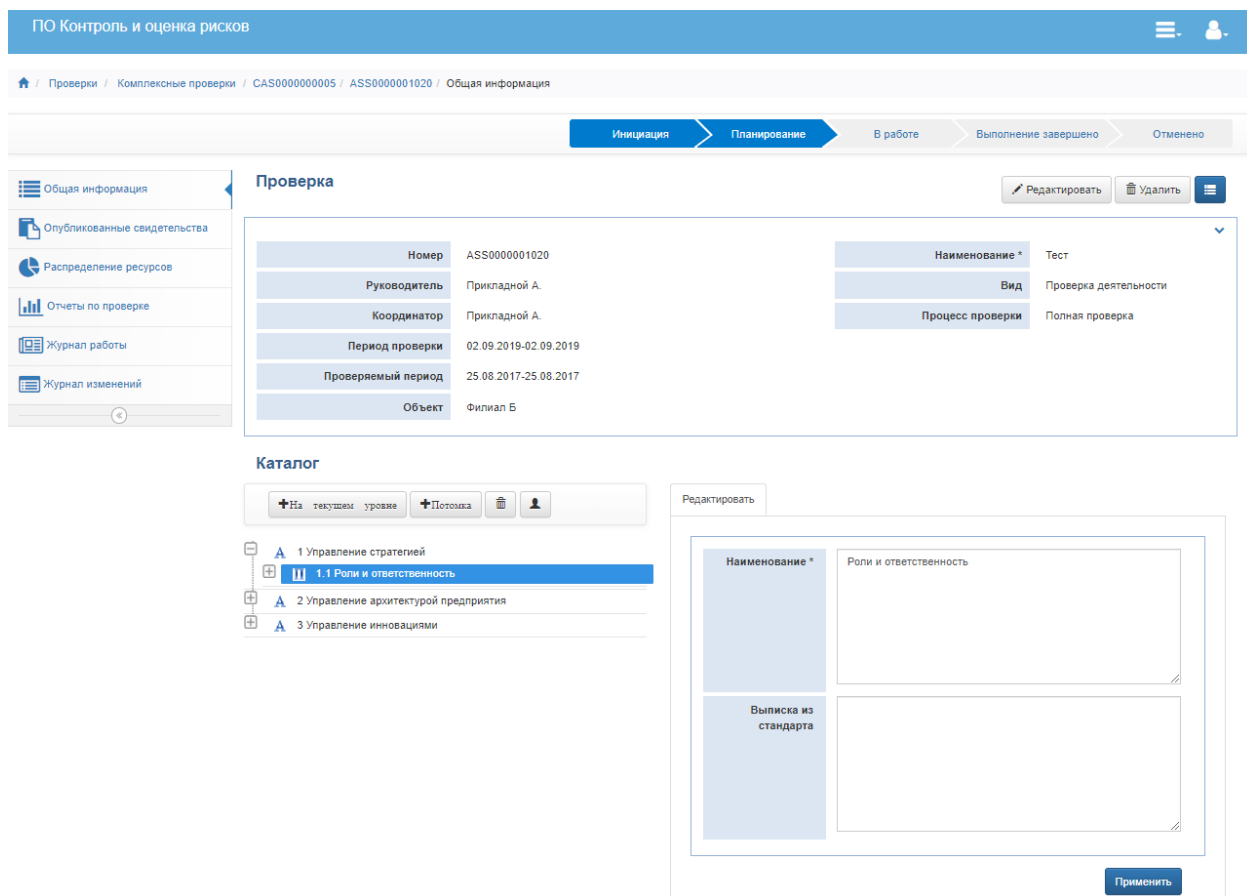 ПО Контроль и оценка рисков
/ Проверки / Комплексные проверки / CAS0000000005 / ASS0000001020 / Общая информация
Инициация Планирование В работе Выполнение завершено Отменено
Общая информация
Опубликованные свидетельства
Распределение ресурсов
Отчеты по проверке
Журнал работы
Журнал изменений
Проверка
Редактировать Удалить
Номер ASS0000001020 Наименование * Тест
Руководитель Прикладной А. Вид Проверка деятельности
Координатор Прикладной А. Процесс проверки Полная проверка
Период проверки 02.09.2019-02.09.2019
Проверяемый период 25.08.2017-25.08.2017
Объект Филиал Б
Каталог
+На текущем уровне +Потомка
A 1 Управление стратегией
1.1 Роли и ответственность
A 2 Управление архитектурой предприятия
A 3 Управление инновациями
Редактировать
Наименование * Роли и ответственность
Выписка из
стандарта
Применить